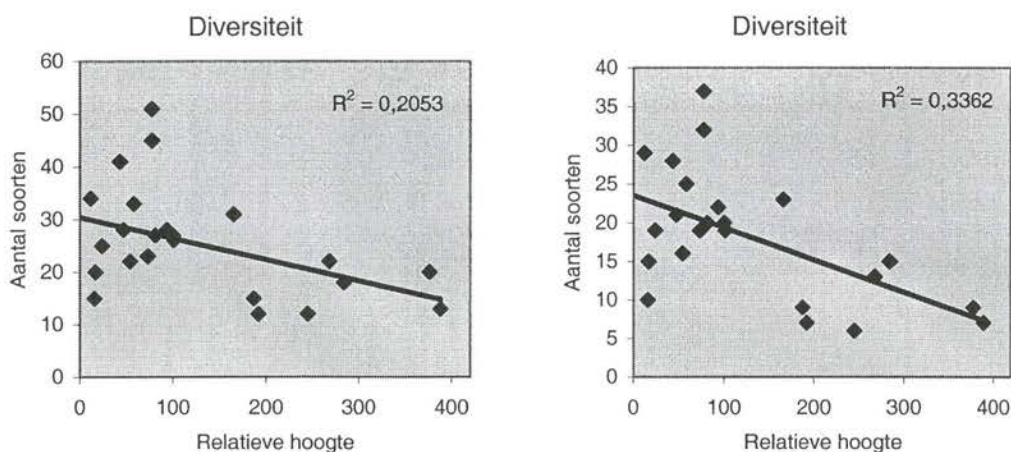 Diversiteit
R² = 0,2053
Aantal soorten
60
50
40
30
20
10
0
0 100 200 300 400
Relatieve hoogte
Diversiteit
R² = 0,3362
Aantal soorten
40
35
30
25
20
15
10
5
0
0 100 200 300 400
Relatieve hoogte